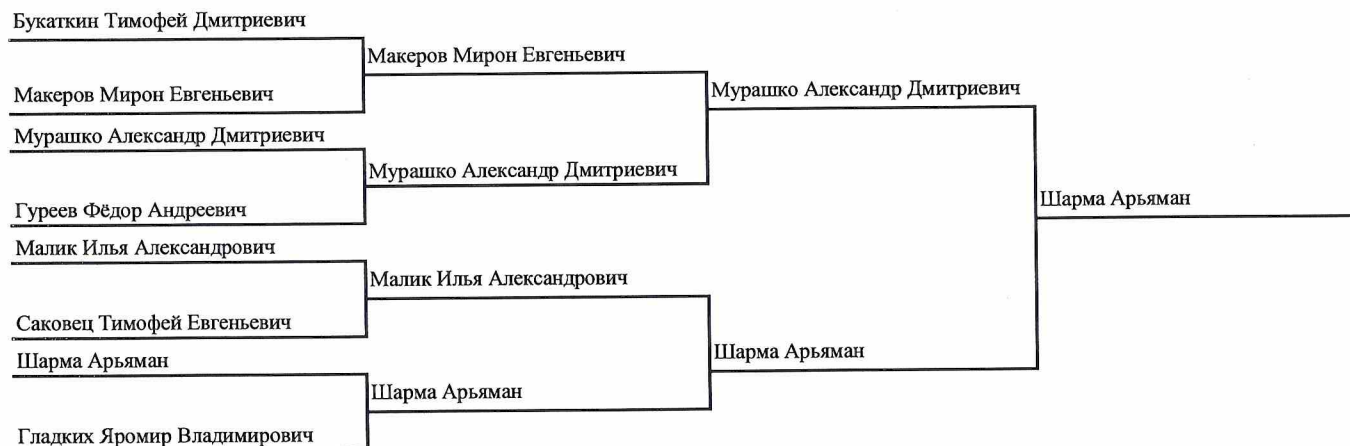 Букаткин Тимофей Дмитриевич
Макеров Мирон Евгеньевич
Макеров Мирон Евгеньевич
Мурашко Александр Дмитриевич
Мурашко Александр Дмитриевич
Мурашко Александр Дмитриевич
Гуреев Фёдор Андреевич
Шарма Арьяман
Малик Илья Александрович
Малик Илья Александрович
Саковец Тимофей Евгеньевич
Шарма Арьяман
Шарма Арьяман
Шарма Арьяман
Гладких Яромир Владимирович